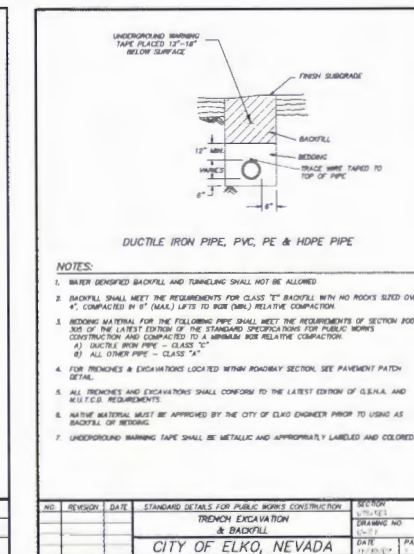 UNDERGROUND WARNING
TAPE PLACED 12"-18"
BELOW SURFACE
FINISH SUBGRADE
BACKFILL
12" MIN.
BEDDING
VARIES
TRACE WIRE TAPED TO
TOP OF PIPE
6"
6"
DUCTILE IRON PIPE, PVC, PE & HDPE PIPE
NOTES:
1. WATER DENSIFIED BACKFILL AND TUNNELING SHALL NOT BE ALLOWED
2. BACKFILL SHALL MEET THE REQUIREMENTS FOR CLASS "E" BACKFILL WITH NO ROCKS SIZED
4", COMPACTED IN 8" (MAX.) LIFTS TO 90% (MIN.) RELATIVE COMPACTION.
3. BEDDING MATERIAL FOR THE FOLLOWING PIPE SHALL MEET THE REQUIREMENTS OF SECTION
305 OF THE LATEST EDITION OF THE STANDARD SPECIFICATIONS FOR PUBLIC WORKS
CONSTRUCTION AND COMPACTED TO A MINIMUM 90% RELATIVE COMPACTION.
A) DUCTILE IRON PIPE – CLASS "C"
B) ALL OTHER PIPE – CLASS "A"
4. FOR TRENCHES & EXCAVATIONS LOCATED WITHIN ROADWAY SECTION, SEE PAVEMENT PATCH
DETAIL.
5. ALL TRENCHES AND EXCAVATIONS SHALL CONFORM TO THE LATEST EDITION OF O.S.H.A. AND
M.U.T.C.D. REQUIREMENTS.
6. NATIVE MATERIAL MUST BE APPROVED BY THE CITY OF ELKO ENGINEER PRIOR TO USING AS
BACKFILL OR BEDDING.
7. UNDERGROUND WARNING TAPE SHALL BE METALLIC AND APPROPRIATELY LABELED AND COLORED
NO REVISION DATE STANDARD DETAILS FOR PUBLIC WORKS CONSTRUCTION SECTION
TRENCH EXCAVATION
& BACKFILL
DRAWING NO
CITY OF ELKO, NEVADA
DATE